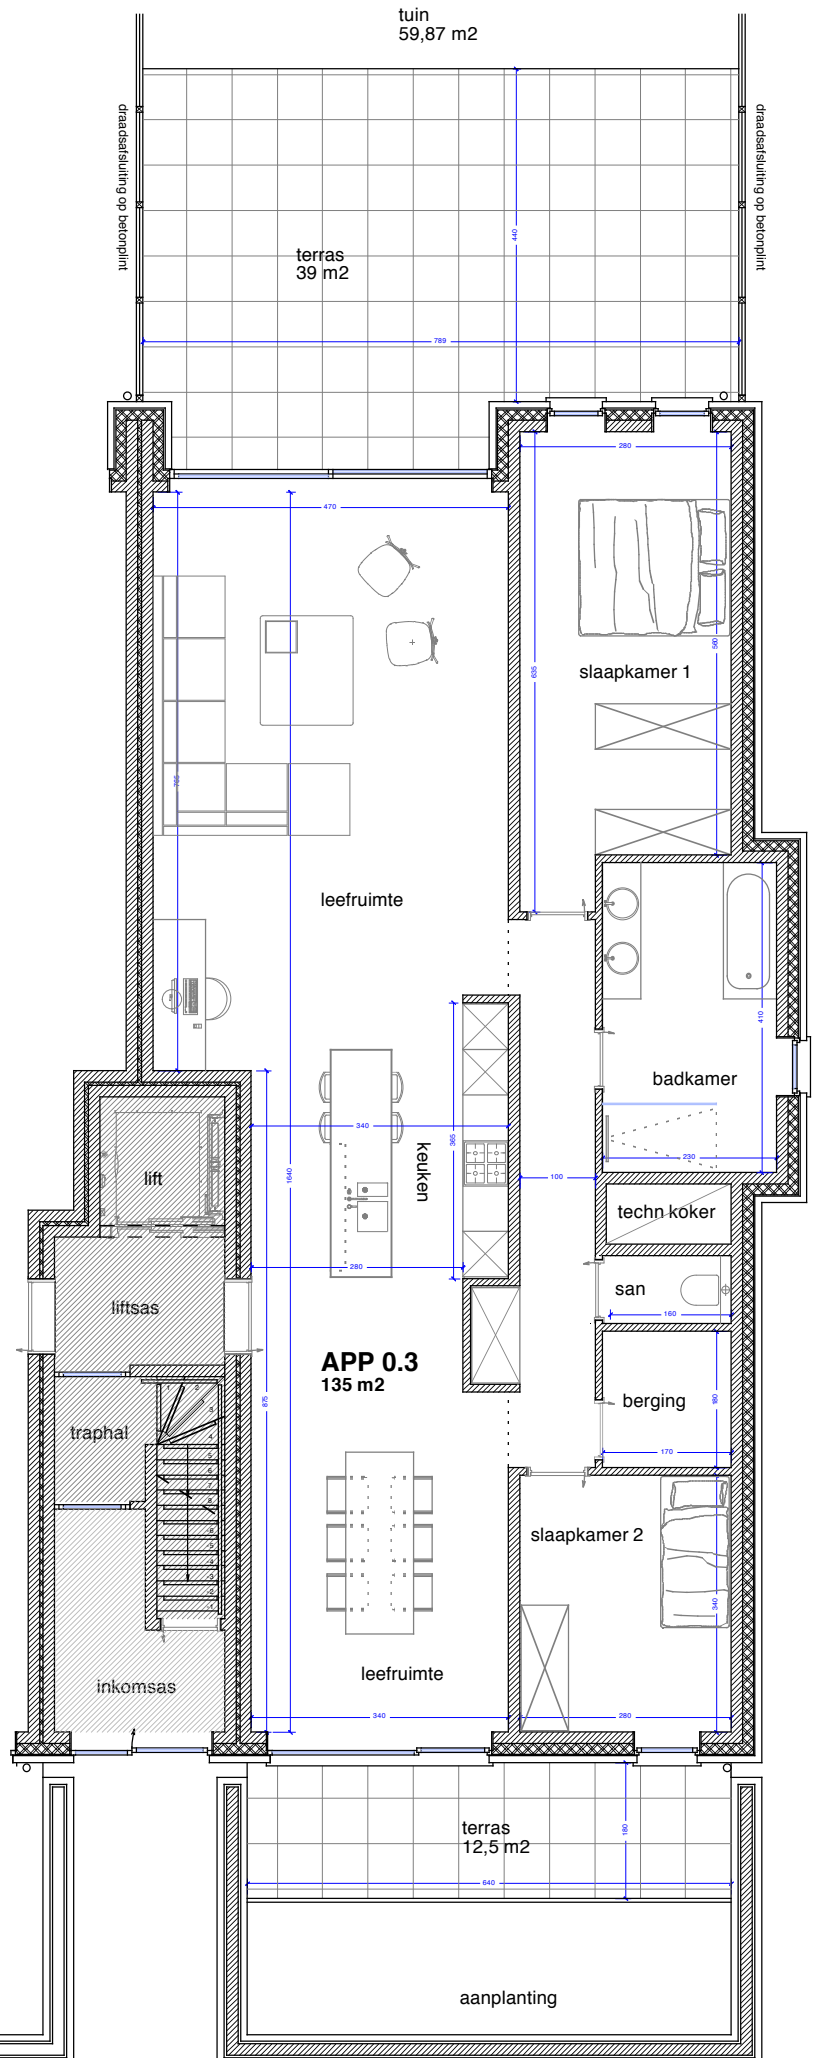 tuin
59,87 m2
draadsafsluiting op betonplint
draadsafsluiting op betonplint
440
terras
39 m2
789
280
470
635
560
slaapkamer 1
765
leefruimte
410
badkamer
365
340
keuken
230
1640
100
lift
techn koker
280
san
160
liftsas
APP 0.3
135 m2
875
180
berging
traphal
170
slaapkamer 2
340
leefruimte
inkomsas
340
280
terras
12,5 m2
180
640
aanplanting